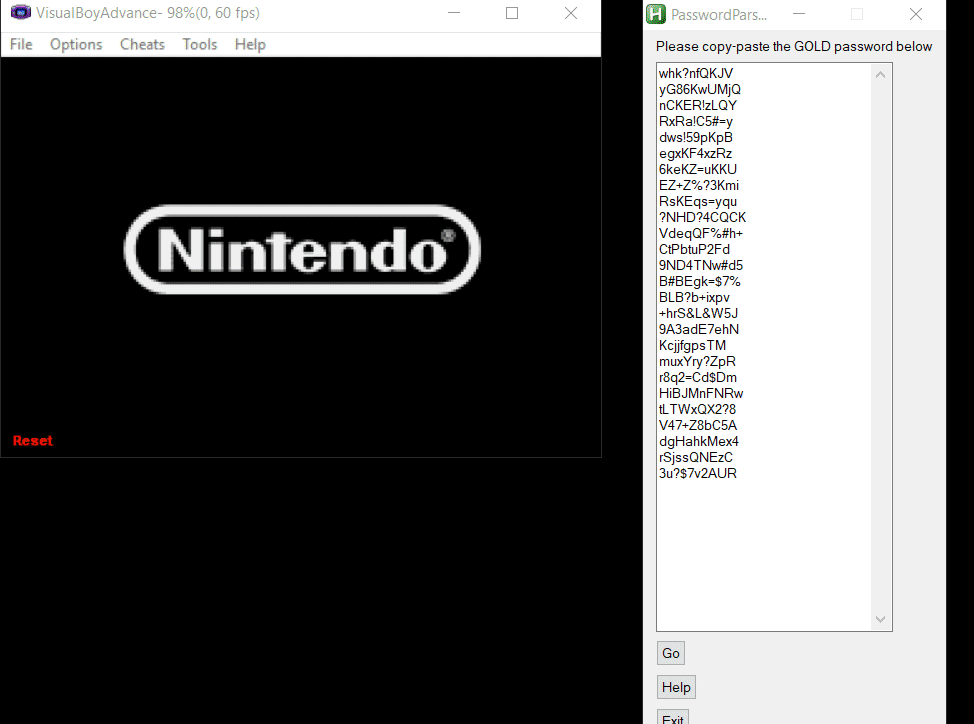 VisualBoyAdvance- 98%(0, 60 fps)
File Options Cheats Tools Help
Nintendo®
Reset
PasswordPars...
Please copy-paste the GOLD password below
whk?nfQKJV
yG86KwUMjQ
nCKER!zLQY
RxRa!C5#=y
dws!59pKpB
egxKF4xzRz
6keKZ=uKKU
EZ+Z%?3Kmi
RsKEqs=yqu
?NHD?4CQCK
VdeqQF%#h+
CtPbtuP2Fd
9ND4TNw#d5
B#BEgk=$7%
BLB?b+ixpv
+hrS&L&W5J
9A3adE7ehN
KcjjfgpsTM
muxYry?ZpR
r8q2=Cd$Dm
HiBJMnFNRw
tLTWxQX2?8
V47+Z8bC5A
dgHahkMex4
rSjssQNEzC
3u?$7v2AUR
Go
Help
Exit